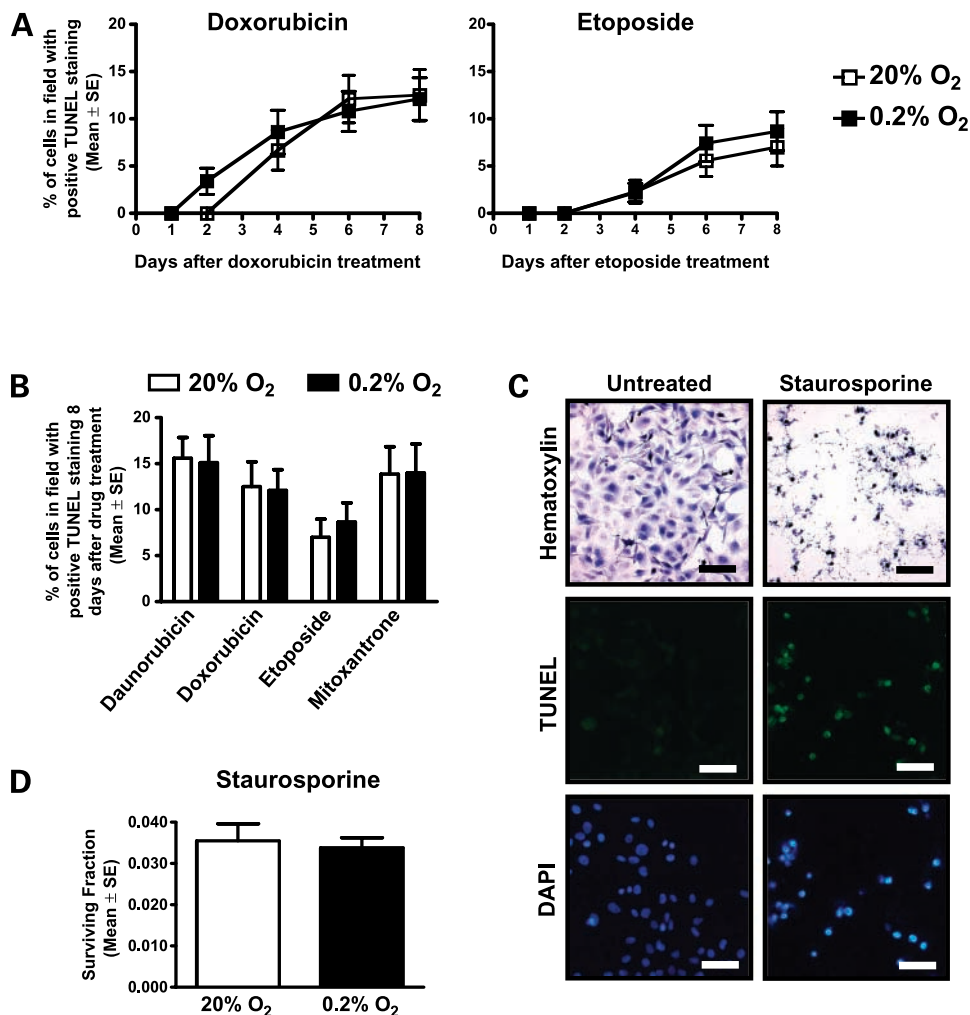 A
Doxorubicin
% of cells in field with
positive TUNEL staining
(Mean ± SE)
20
15
10
5
0
0 1 2 3 4 5 6 7 8
Days after doxorubicin treatment
Etoposide
20
15
10
5
0
0 1 2 3 4 5 6 7 8
Days after etoposide treatment
20% O₂
0.2% O₂
B
20% O₂
0.2% O₂
% of cells in field with
positive TUNEL staining 8
days after drug treatment
(Mean ± SE)
20
15
10
5
0
Daunorubicin
Doxorubicin
Etoposide
Mitoxantrone
C
Untreated
Staurosporine
Hematoxylin
TUNEL
DAPI
D
Staurosporine
Surviving Fraction
(Mean ± SE)
0.040
0.030
0.040
0.010
0.000
20% O₂
0.2% O₂